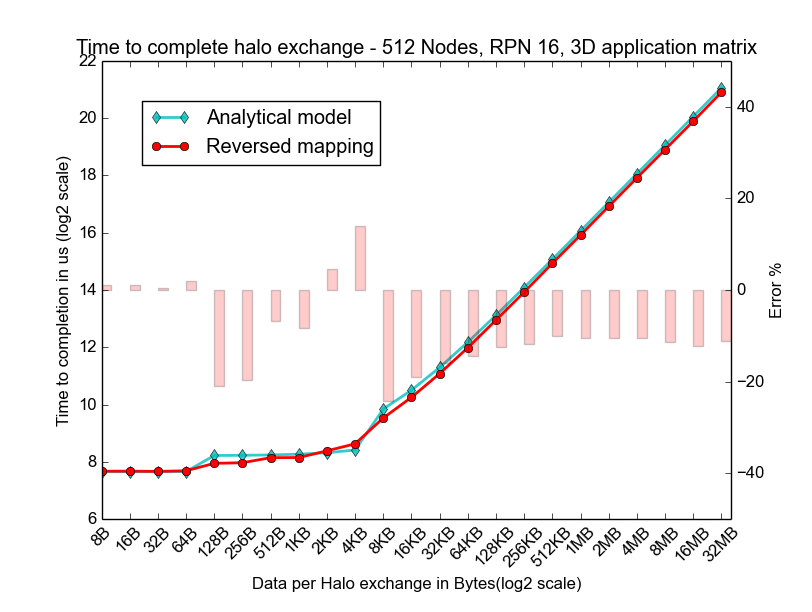 Time to complete halo exchange - 512 Nodes, RPN 16, 3D application matrix
Analytical model
Reversed mapping
Time to completion in us (log2 scale)
22
20
18
16
14
12
10
8
6
40
20
0
−20
−40
Error %
8B
16B
32B
64B
128B
256B
512B
1KB
2KB
4KB
8KB
16KB
32KB
64KB
128KB
256KB
512KB
1MB
2MB
4MB
8MB
16MB
32MB
Data per Halo exchange in Bytes(log2 scale)